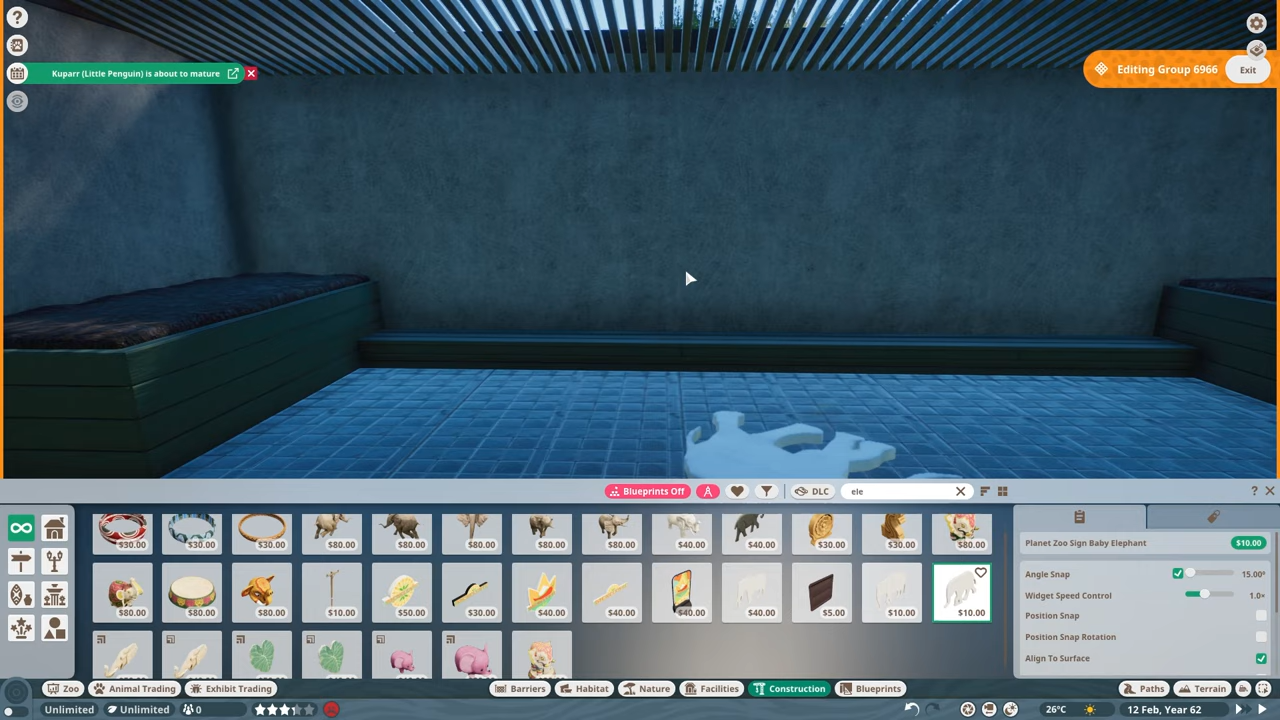 ?
Kuparr (Little Penguin) is about to mature
Editing Group 6966
Exit
Blueprints Off
DLC
ele
?
$30.00 $30.00 $30.00 $80.00 $80.00 $80.00 $80.00 $80.00 $40.00 $40.00 $30.00 $30.00 $80.00
$80.00 $80.00 $80.00 $10.00 $50.00 $30.00 $40.00 $40.00 $40.00 $40.00 $5.00 $10.00 $10.00
Planet Zoo Sign Baby Elephant $10.00
Angle Snap 15.00°
Widget Speed Control 1.0×
Position Snap
Position Snap Rotation
Align To Surface
Zoo Animal Trading Exhibit Trading Barriers Habitat Nature Facilities Construction Blueprints Paths Terrain
Unlimited Unlimited 0 26°C 12 Feb, Year 62